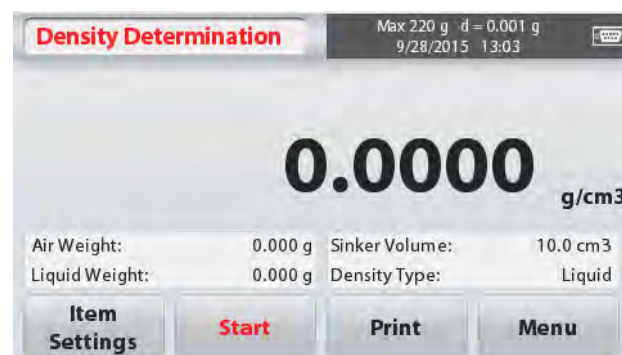 Density Determination
Max 220 g d = 0.001 g
9/28/2015 13:03
0.0000 g/cm3
Air Weight: 0.000 g Sinker Volume: 10.0 cm3
Liquid Weight: 0.000 g Density Type: Liquid
Item Settings Start Print Menu